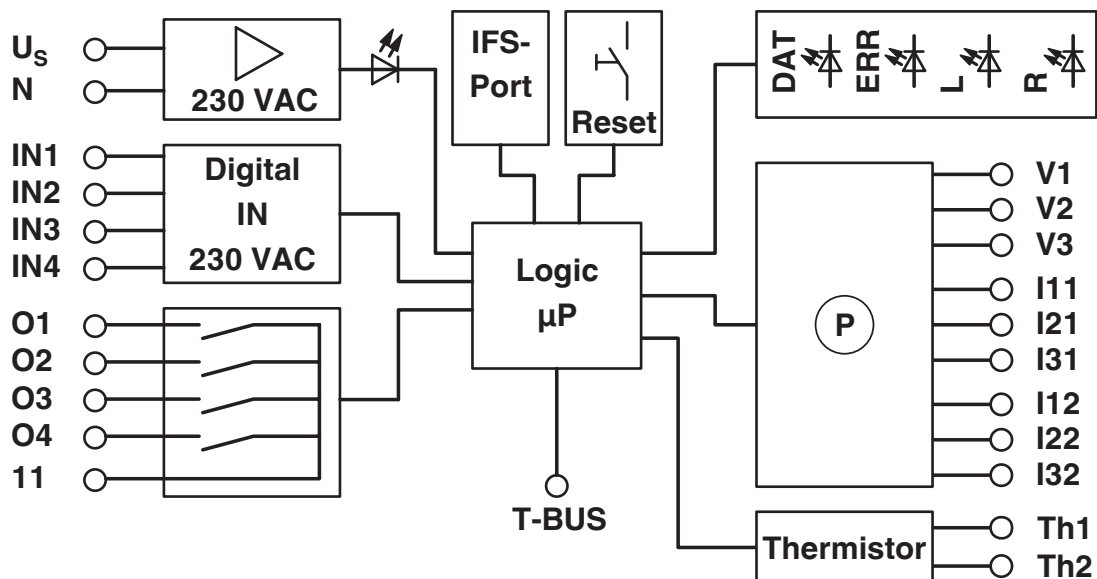 US
N
230 VAC
IFS-
Port
Reset
DAT
ERR
L
R
IN1
IN2
IN3
IN4
Digital
IN
230 VAC
Logic
µP
V1
V2
V3
I11
I21
I31
I12
I22
I32
P
O1
O2
O3
O4
11
T-BUS
Thermistor
Th1
Th2